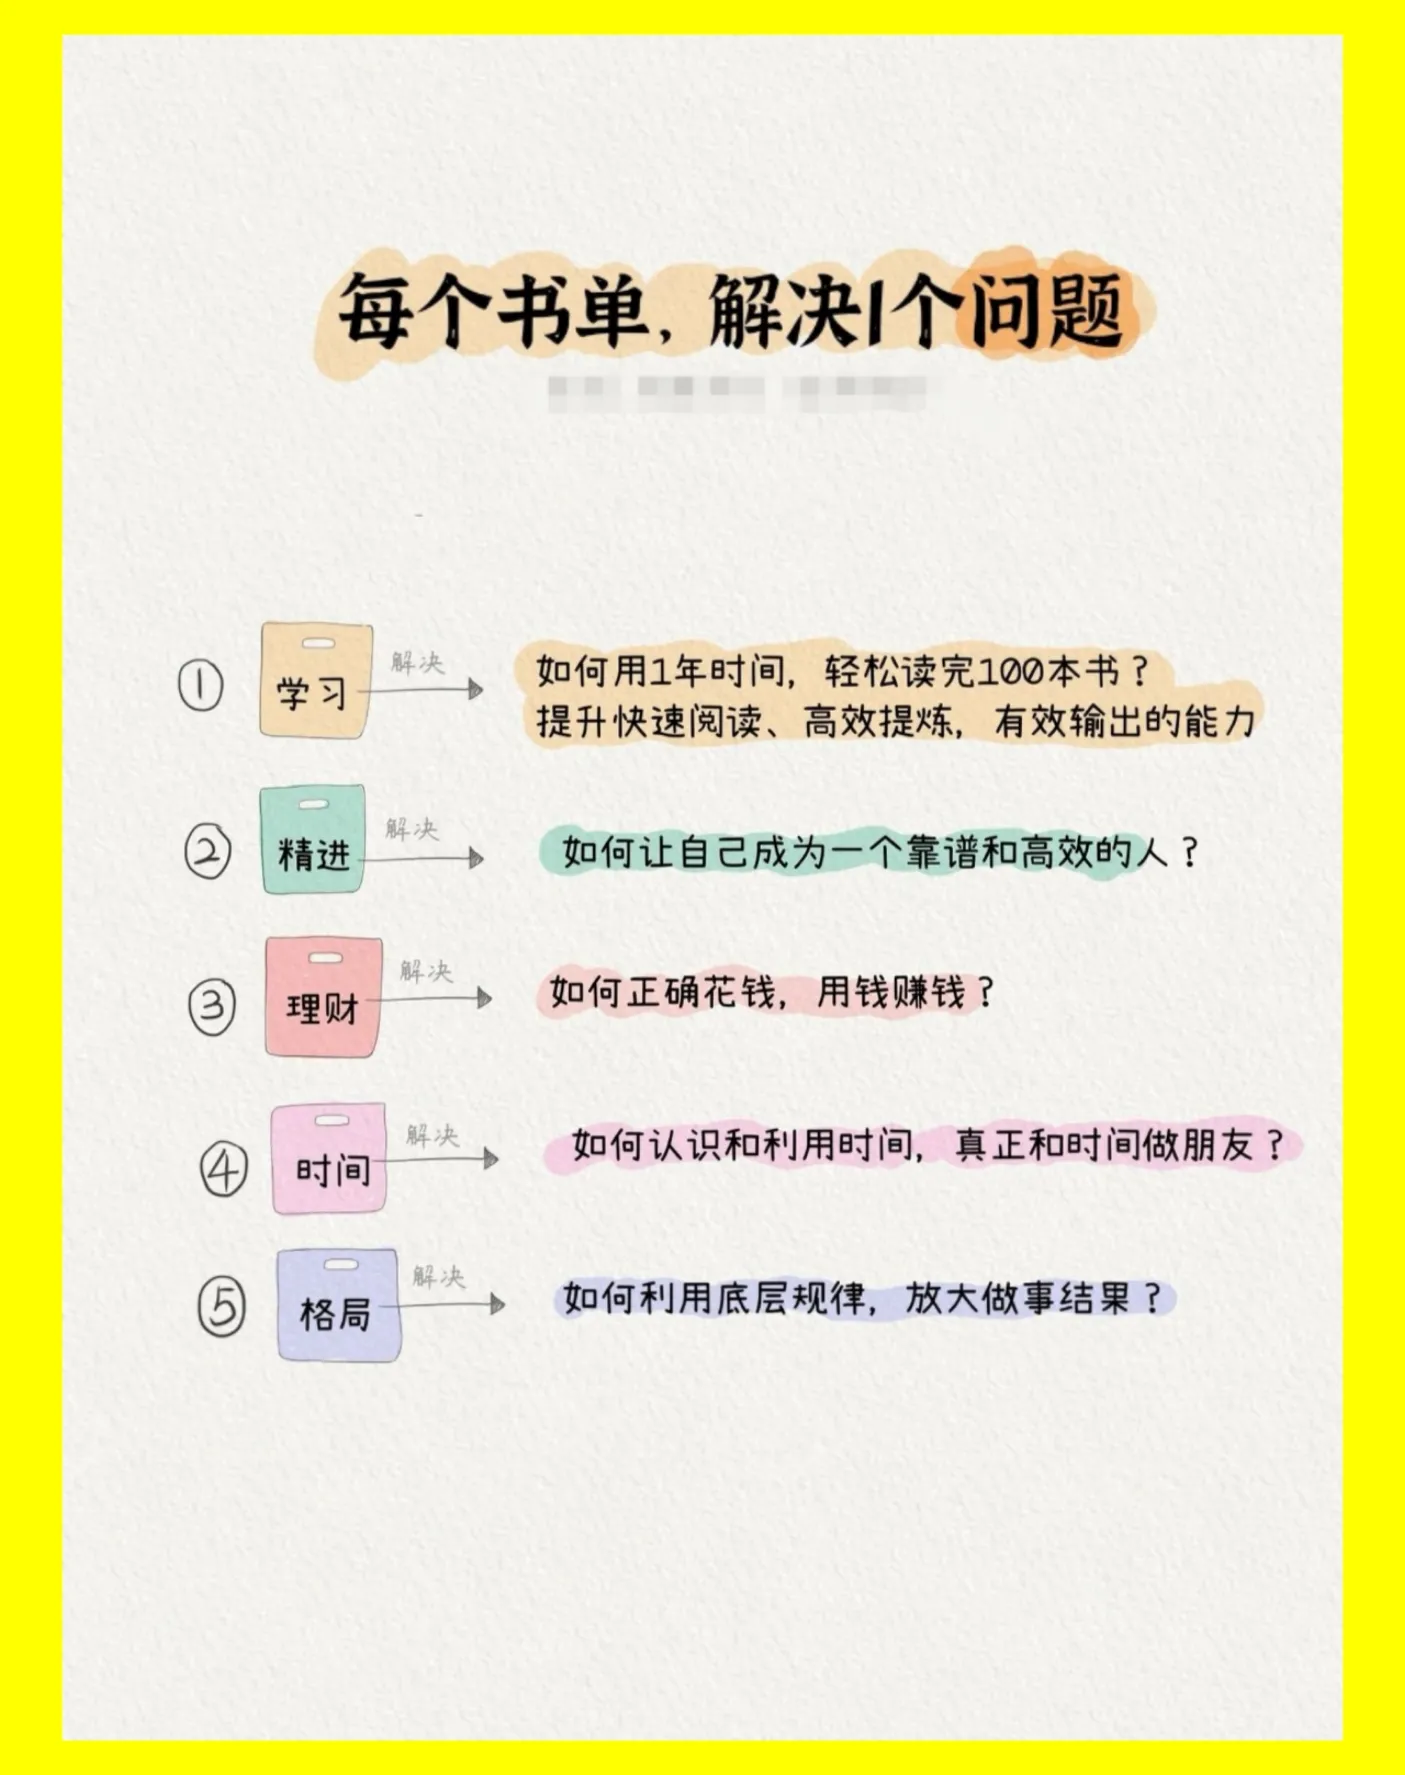 每个书单，解决1个问题
① 学习 解决 如何用1年时间，轻松读完100本书？
提升快速阅读、高效提炼，有效输出的能力
② 精进 解决 如何让自己成为一个靠谱和高效的人？
③ 理财 解决 如何正确花钱，用钱赚钱？
④ 时间 解决 如何认识和利用时间，真正和时间做朋友？
⑤ 格局 解决 如何利用底层规律，放大做事结果？